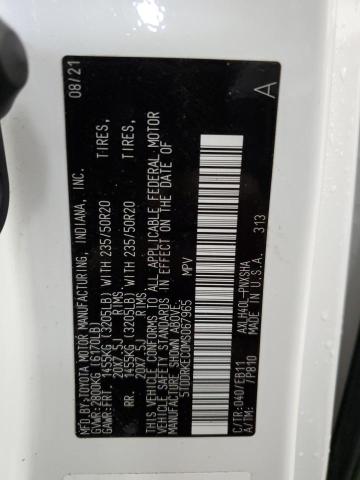 MFD. BY:TOYOTA MOTOR MANUFACTURING, INDIANA, INC. 08/21
GVWR:2800KG (6170LB)
GAWR:FRT. 1455KG (3205LB) WITH 235/50R20 TIRES,
20X7.5J RIMS,
RR. 1455KG (3205LB) WITH 235/50R20 TIRES,
20X7.5J RIMS
THIS VEHICLE CONFORMS TO ALL APPLICABLE FEDERAL MOTOR
VEHICLE SAFETY STANDARDS IN EFFECT ON THE DATE OF
MANUFACTURE SHOWN ABOVE.
MPV
C/TR:040/EB11 AXLH40L-PNXSHA A
A/TM: /P810 MADE IN U.S.A. 313